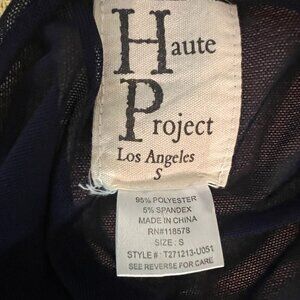 Haute
Project
Los Angeles
S
95% POLYESTER
5% SPANDEX
MADE IN CHINA
RN#118578
SIZE: S
STYLE #: T271213-U051
SEE REVERSE FOR CARE